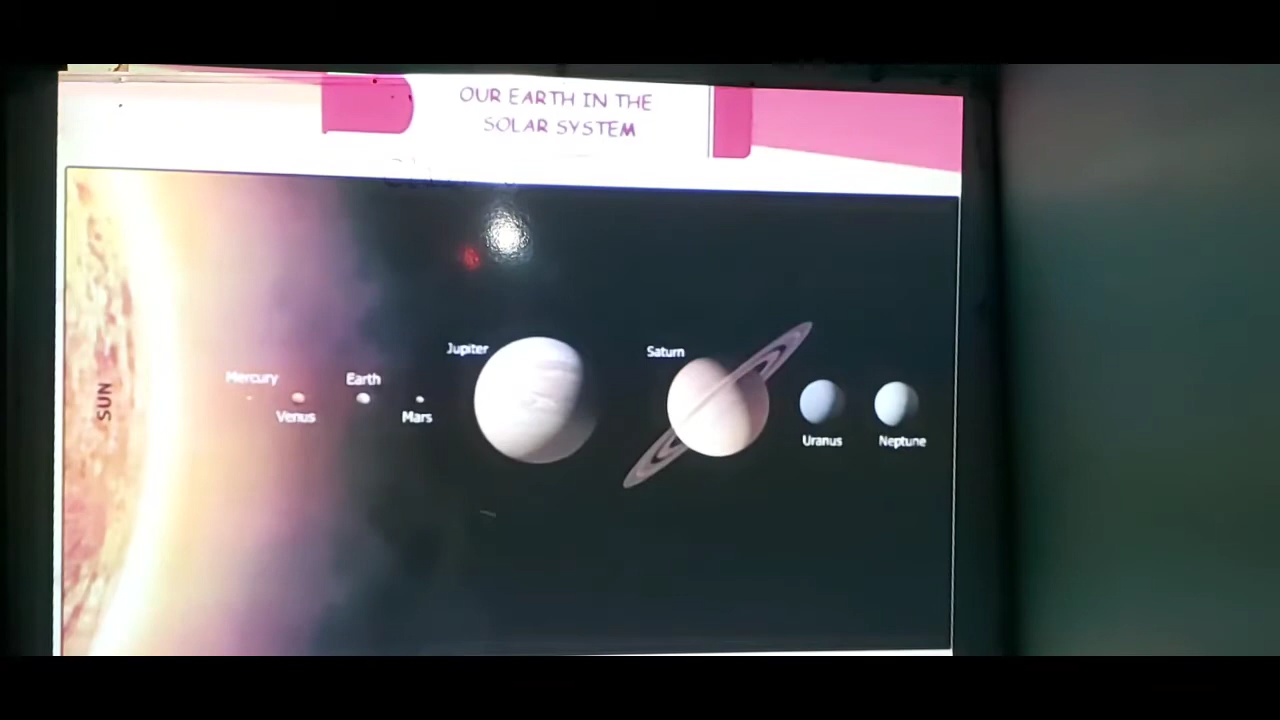 OUR EARTH IN THE
SOLAR SYSTEM
SUN
Mercury
Venus
Earth
Mars
Jupiter
Saturn
Uranus
Neptune